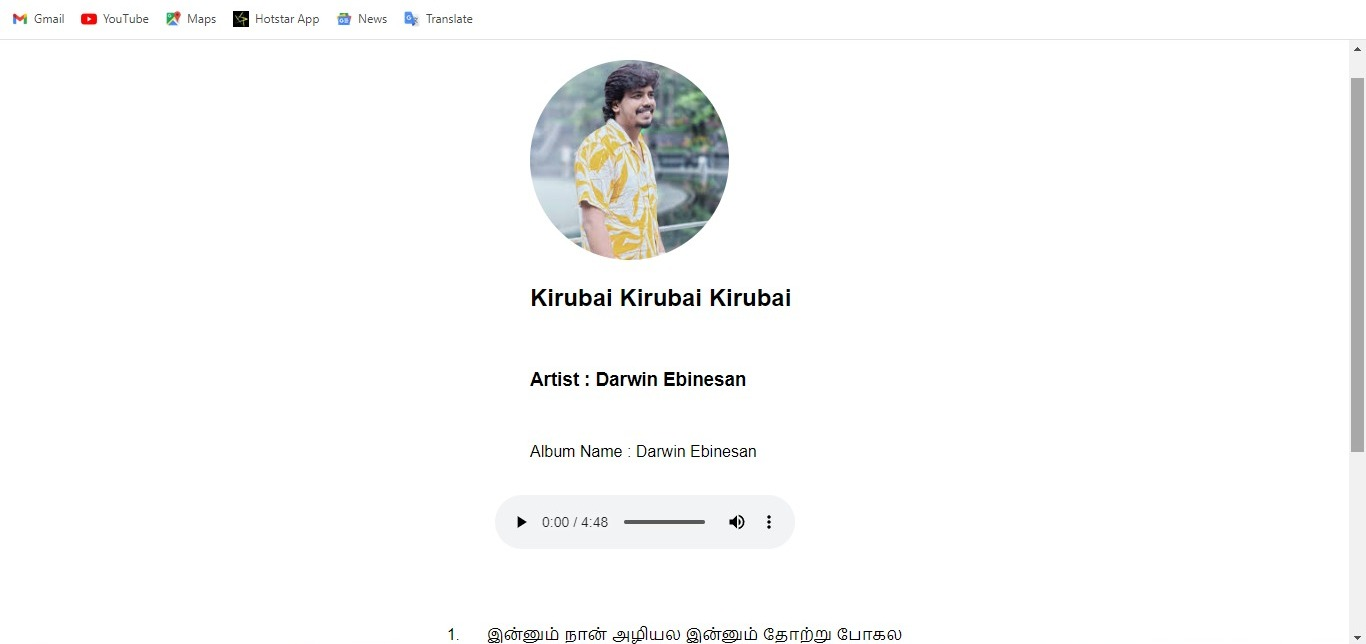 Gmail YouTube Maps Hotstar App News Translate
Kirubai Kirubai Kirubai
Artist : Darwin Ebinesan
Album Name : Darwin Ebinesan
0:00 / 4:48
1. இன்னும் நான் அழியல இன்னும் தோற்று போகல